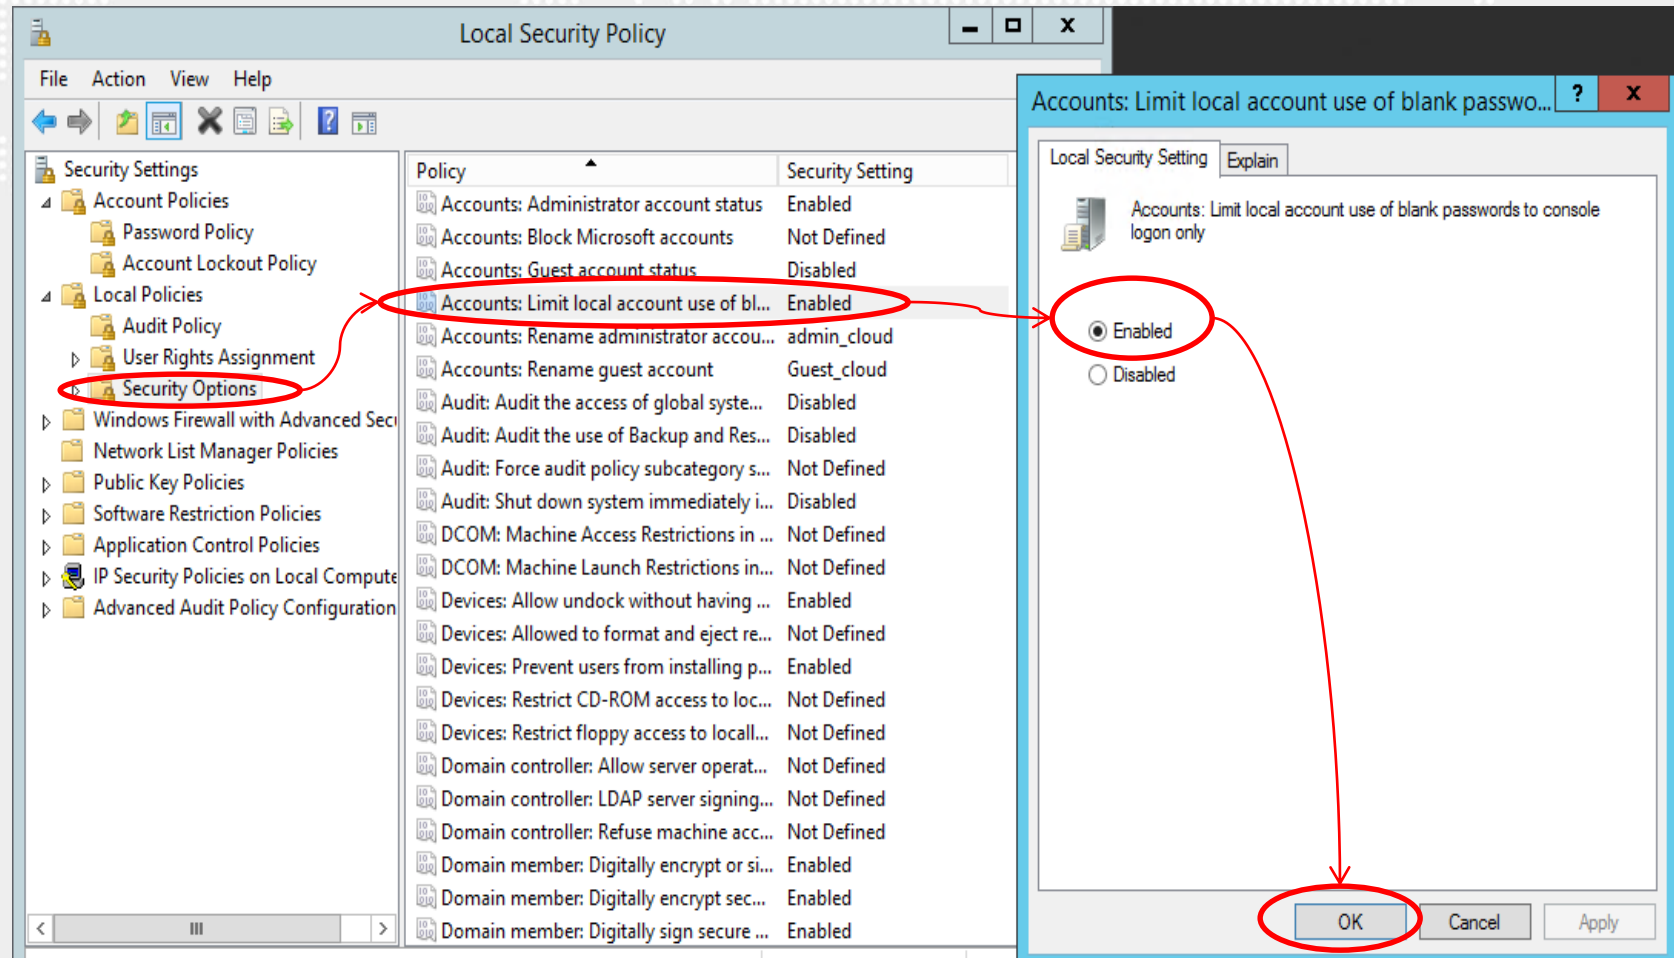 Local Security Policy
File Action View Help
Security Settings
Account Policies
Password Policy
Account Lockout Policy
Local Policies
Audit Policy
User Rights Assignment
Security Options
Windows Firewall with Advanced Secu
Network List Manager Policies
Public Key Policies
Software Restriction Policies
Application Control Policies
IP Security Policies on Local Compute
Advanced Audit Policy Configuration
Policy Security Setting
Accounts: Administrator account status Enabled
Accounts: Block Microsoft accounts Not Defined
Accounts: Guest account status Disabled
Accounts: Limit local account use of bl... Enabled
Accounts: Rename administrator accou... admin_cloud
Accounts: Rename guest account Guest_cloud
Audit: Audit the access of global syste... Disabled
Audit: Audit the use of Backup and Res... Disabled
Audit: Force audit policy subcategory s... Not Defined
Audit: Shut down system immediately i... Disabled
DCOM: Machine Access Restrictions in ... Not Defined
DCOM: Machine Launch Restrictions in... Not Defined
Devices: Allow undock without having ... Enabled
Devices: Allowed to format and eject re... Not Defined
Devices: Prevent users from installing p... Enabled
Devices: Restrict CD-ROM access to loc... Not Defined
Devices: Restrict floppy access to locall... Not Defined
Domain controller: Allow server operat... Not Defined
Domain controller: LDAP server signing... Not Defined
Domain controller: Refuse machine acc... Not Defined
Domain member: Digitally encrypt or si... Enabled
Domain member: Digitally encrypt sec... Enabled
Domain member: Digitally sign secure ... Enabled
Accounts: Limit local account use of blank passwo...
Local Security Setting Explain
Accounts: Limit local account use of blank passwords to console
logon only
Enabled
Disabled
OK Cancel Apply